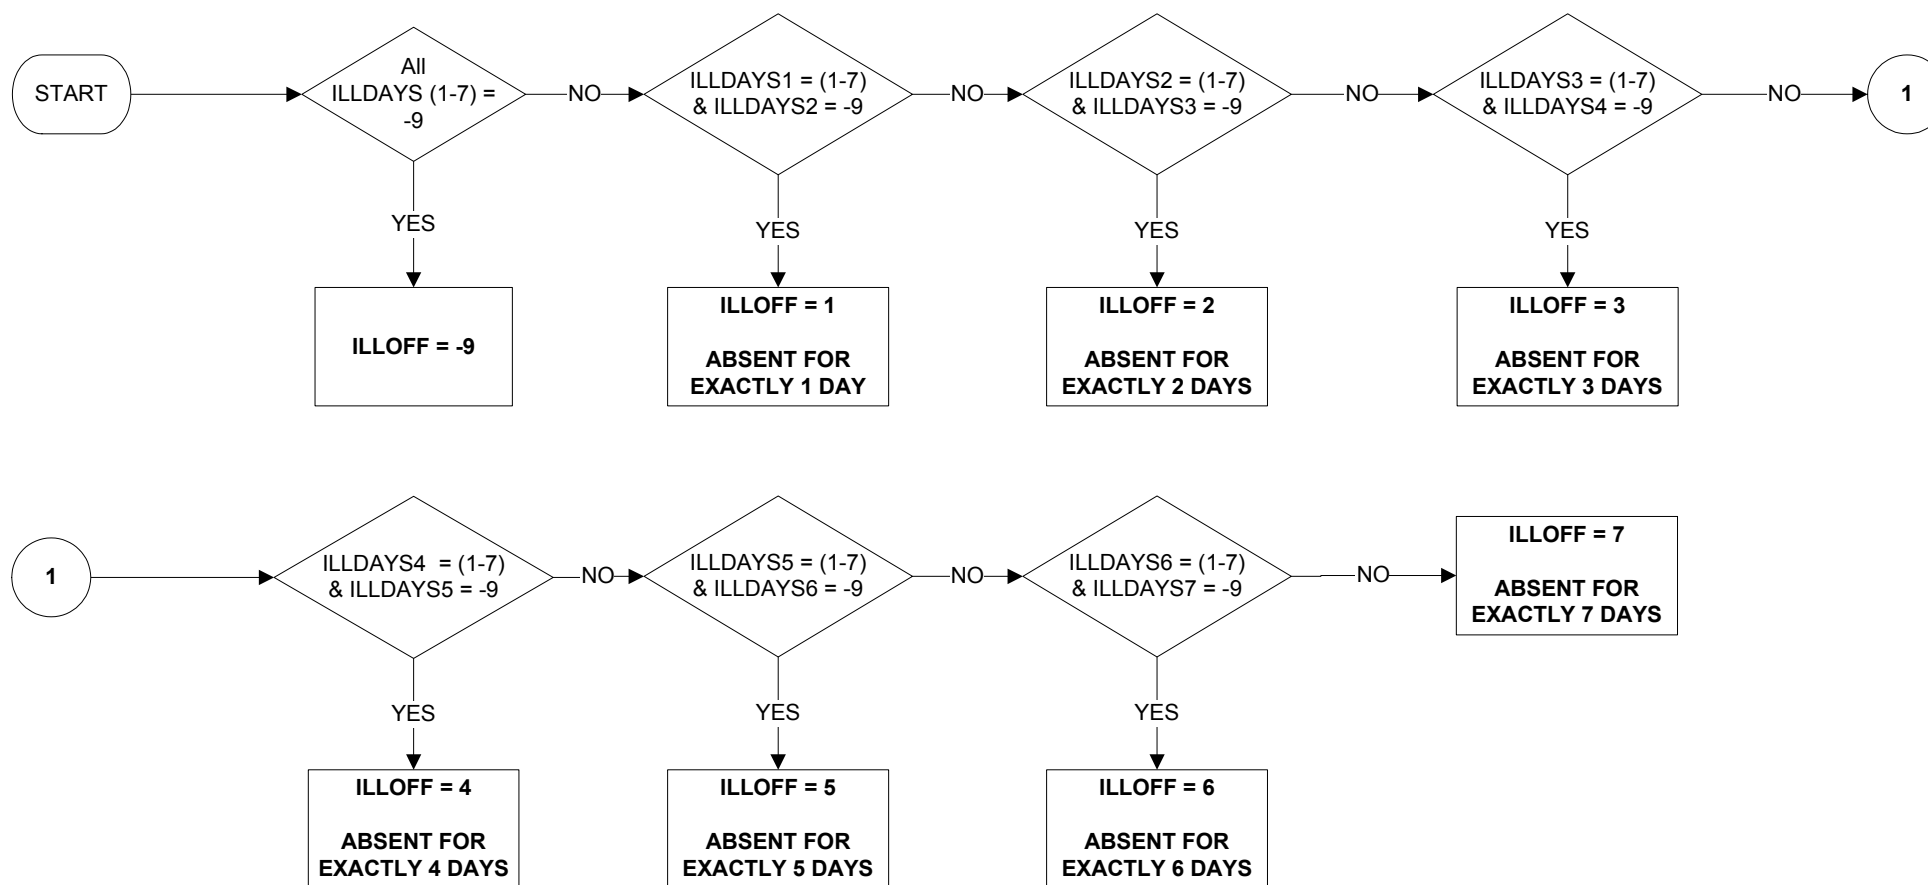 START
All
ILLDAYS (1-7) =
-9
NO
ILLDAYS1 = (1-7)
& ILLDAYS2 = -9
NO
ILLDAYS2 = (1-7)
& ILLDAYS3 = -9
NO
ILLDAYS3 = (1-7)
& ILLDAYS4 = -9
NO
1
YES
YES
YES
YES
ILLOFF = -9
ILLOFF = 1
ABSENT FOR
EXACTLY 1 DAY
ILLOFF = 2
ABSENT FOR
EXACTLY 2 DAYS
ILLOFF = 3
ABSENT FOR
EXACTLY 3 DAYS
1
ILLDAYS4 = (1-7)
& ILLDAYS5 = -9
NO
ILLDAYS5 = (1-7)
& ILLDAYS6 = -9
NO
ILLDAYS6 = (1-7)
& ILLDAYS7 = -9
NO
ILLOFF = 7
ABSENT FOR
EXACTLY 7 DAYS
YES
YES
YES
ILLOFF = 4
ABSENT FOR
EXACTLY 4 DAYS
ILLOFF = 5
ABSENT FOR
EXACTLY 5 DAYS
ILLOFF = 6
ABSENT FOR
EXACTLY 6 DAYS